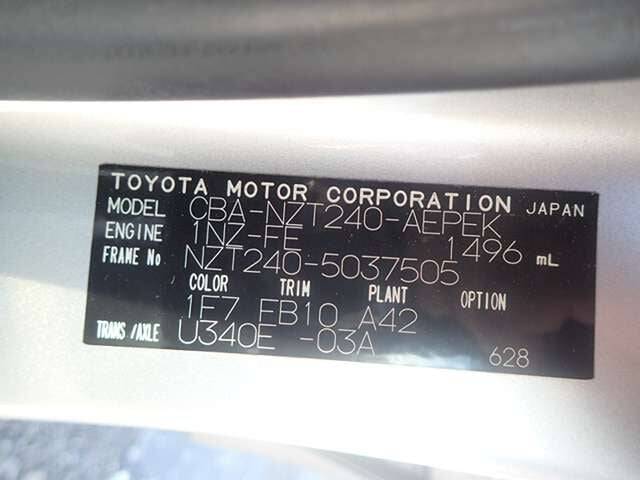 TOYOTA MOTOR CORPORATION JAPAN
MODEL CBA-NZT240-AEPEK
ENGINE 1NZ-FE 1496 mL
FRAME No NZT240-5037505
COLOR TRIM PLANT OPTION
1F7 FB10 A42
TRANS/AXLE U340E -03A
628